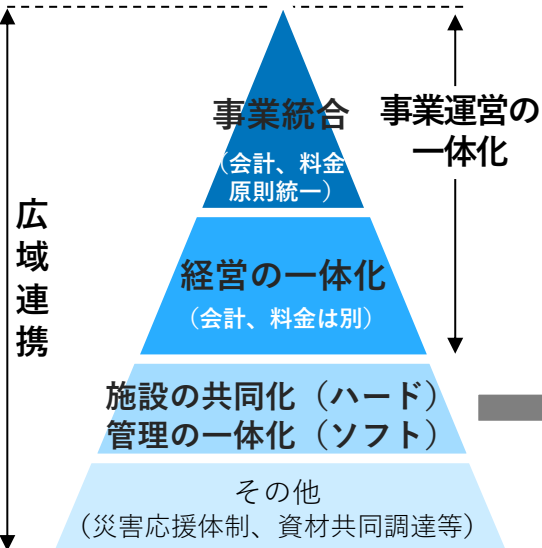 広域連携
事業統合
（会計、料金
原則統一）
事業運営の
一体化
経営の一体化
（会計、料金は別）
施設の共同化（ハード）
管理の一体化（ソフト）
その他
（災害応援体制、資材共同調達等）